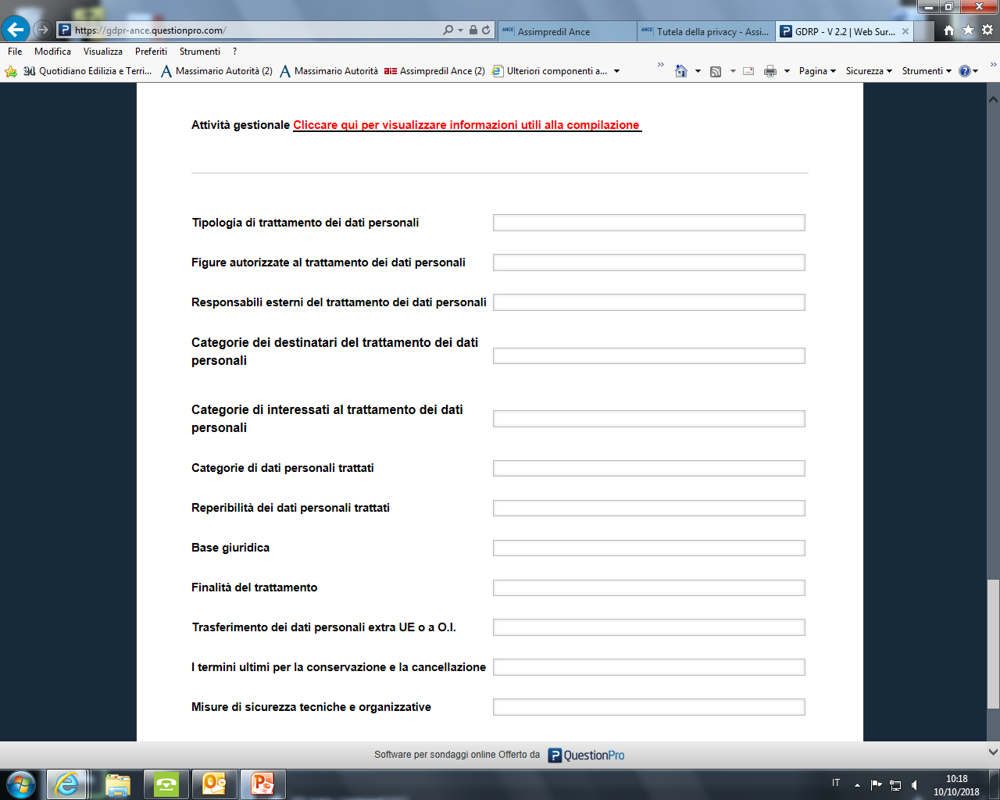 https://gdpr-ance.questionpro.com/
ANCE Assimpredil Ance
ANCE Tutela della privacy - Assi...
GDRP - V 2.2 | Web Sur...
File Modifica Visualizza Preferiti Strumenti ?
24 Quotidiano Edilizia e Terri... Massimario Autorità (2) Massimario Autorità Assimpredil Ance (2) Ulteriori componenti a... » Pagina Sicurezza Strumenti »
Attività gestionale Cliccare qui per visualizzare informazioni utili alla compilazione
Tipologia di trattamento dei dati personali
Figure autorizzate al trattamento dei dati personali
Responsabili esterni del trattamento dei dati personali
Categorie dei destinatari del trattamento dei dati
personali
Categorie di interessati al trattamento dei dati
personali
Categorie di dati personali trattati
Reperibilità dei dati personali trattati
Base giuridica
Finalità del trattamento
Trasferimento dei dati personali extra UE o a O.I.
I termini ultimi per la conservazione e la cancellazione
Misure di sicurezza tecniche e organizzative
Software per sondaggi online Offerto da QuestionPro
IT
10:18
10/10/2018